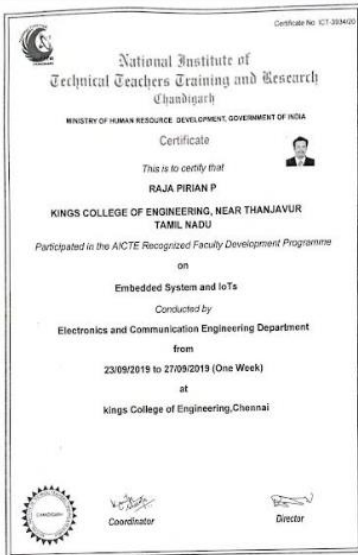 Certificate No. ICT-3934/20
National Institute of
Technical Teachers Training and Research
Chandigarh
MINISTRY OF HUMAN RESOURCE DEVELOPMENT, GOVERNMENT OF INDIA
Certificate
This is to certify that
RAJA PIRIAN P
KINGS COLLEGE OF ENGINEERING, NEAR THANJAVUR
TAMIL NADU
Participated in the AICTE Recognized Faculty Development Programme
on
Embedded System and IoTs
Conducted by
Electronics and Communication Engineering Department
from
23/09/2019 to 27/09/2019 (One Week)
at
kings College of Engineering,Chennai
CHANDIGARH
Coordinator
Director